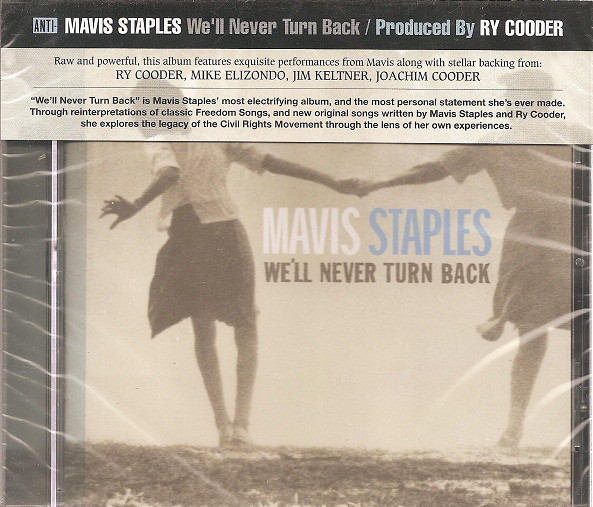 ANTI- MAVIS STAPLES We'll Never Turn Back / Produced By RY COODER
Raw and powerful, this album features exquisite performances from Mavis along with stellar backing from:
RY COODER, MIKE ELIZONDO, JIM KELTNER, JOACHIM COODER
“We'll Never Turn Back” is Mavis Staples' most electrifying album, and the most personal statement she's ever made.
Through reinterpretations of classic Freedom Songs, and new original songs written by Mavis Staples and Ry Cooder,
she explores the legacy of the Civil Rights Movement through the lens of her own experiences.
MAVIS STAPLES
WE'LL NEVER TURN BACK